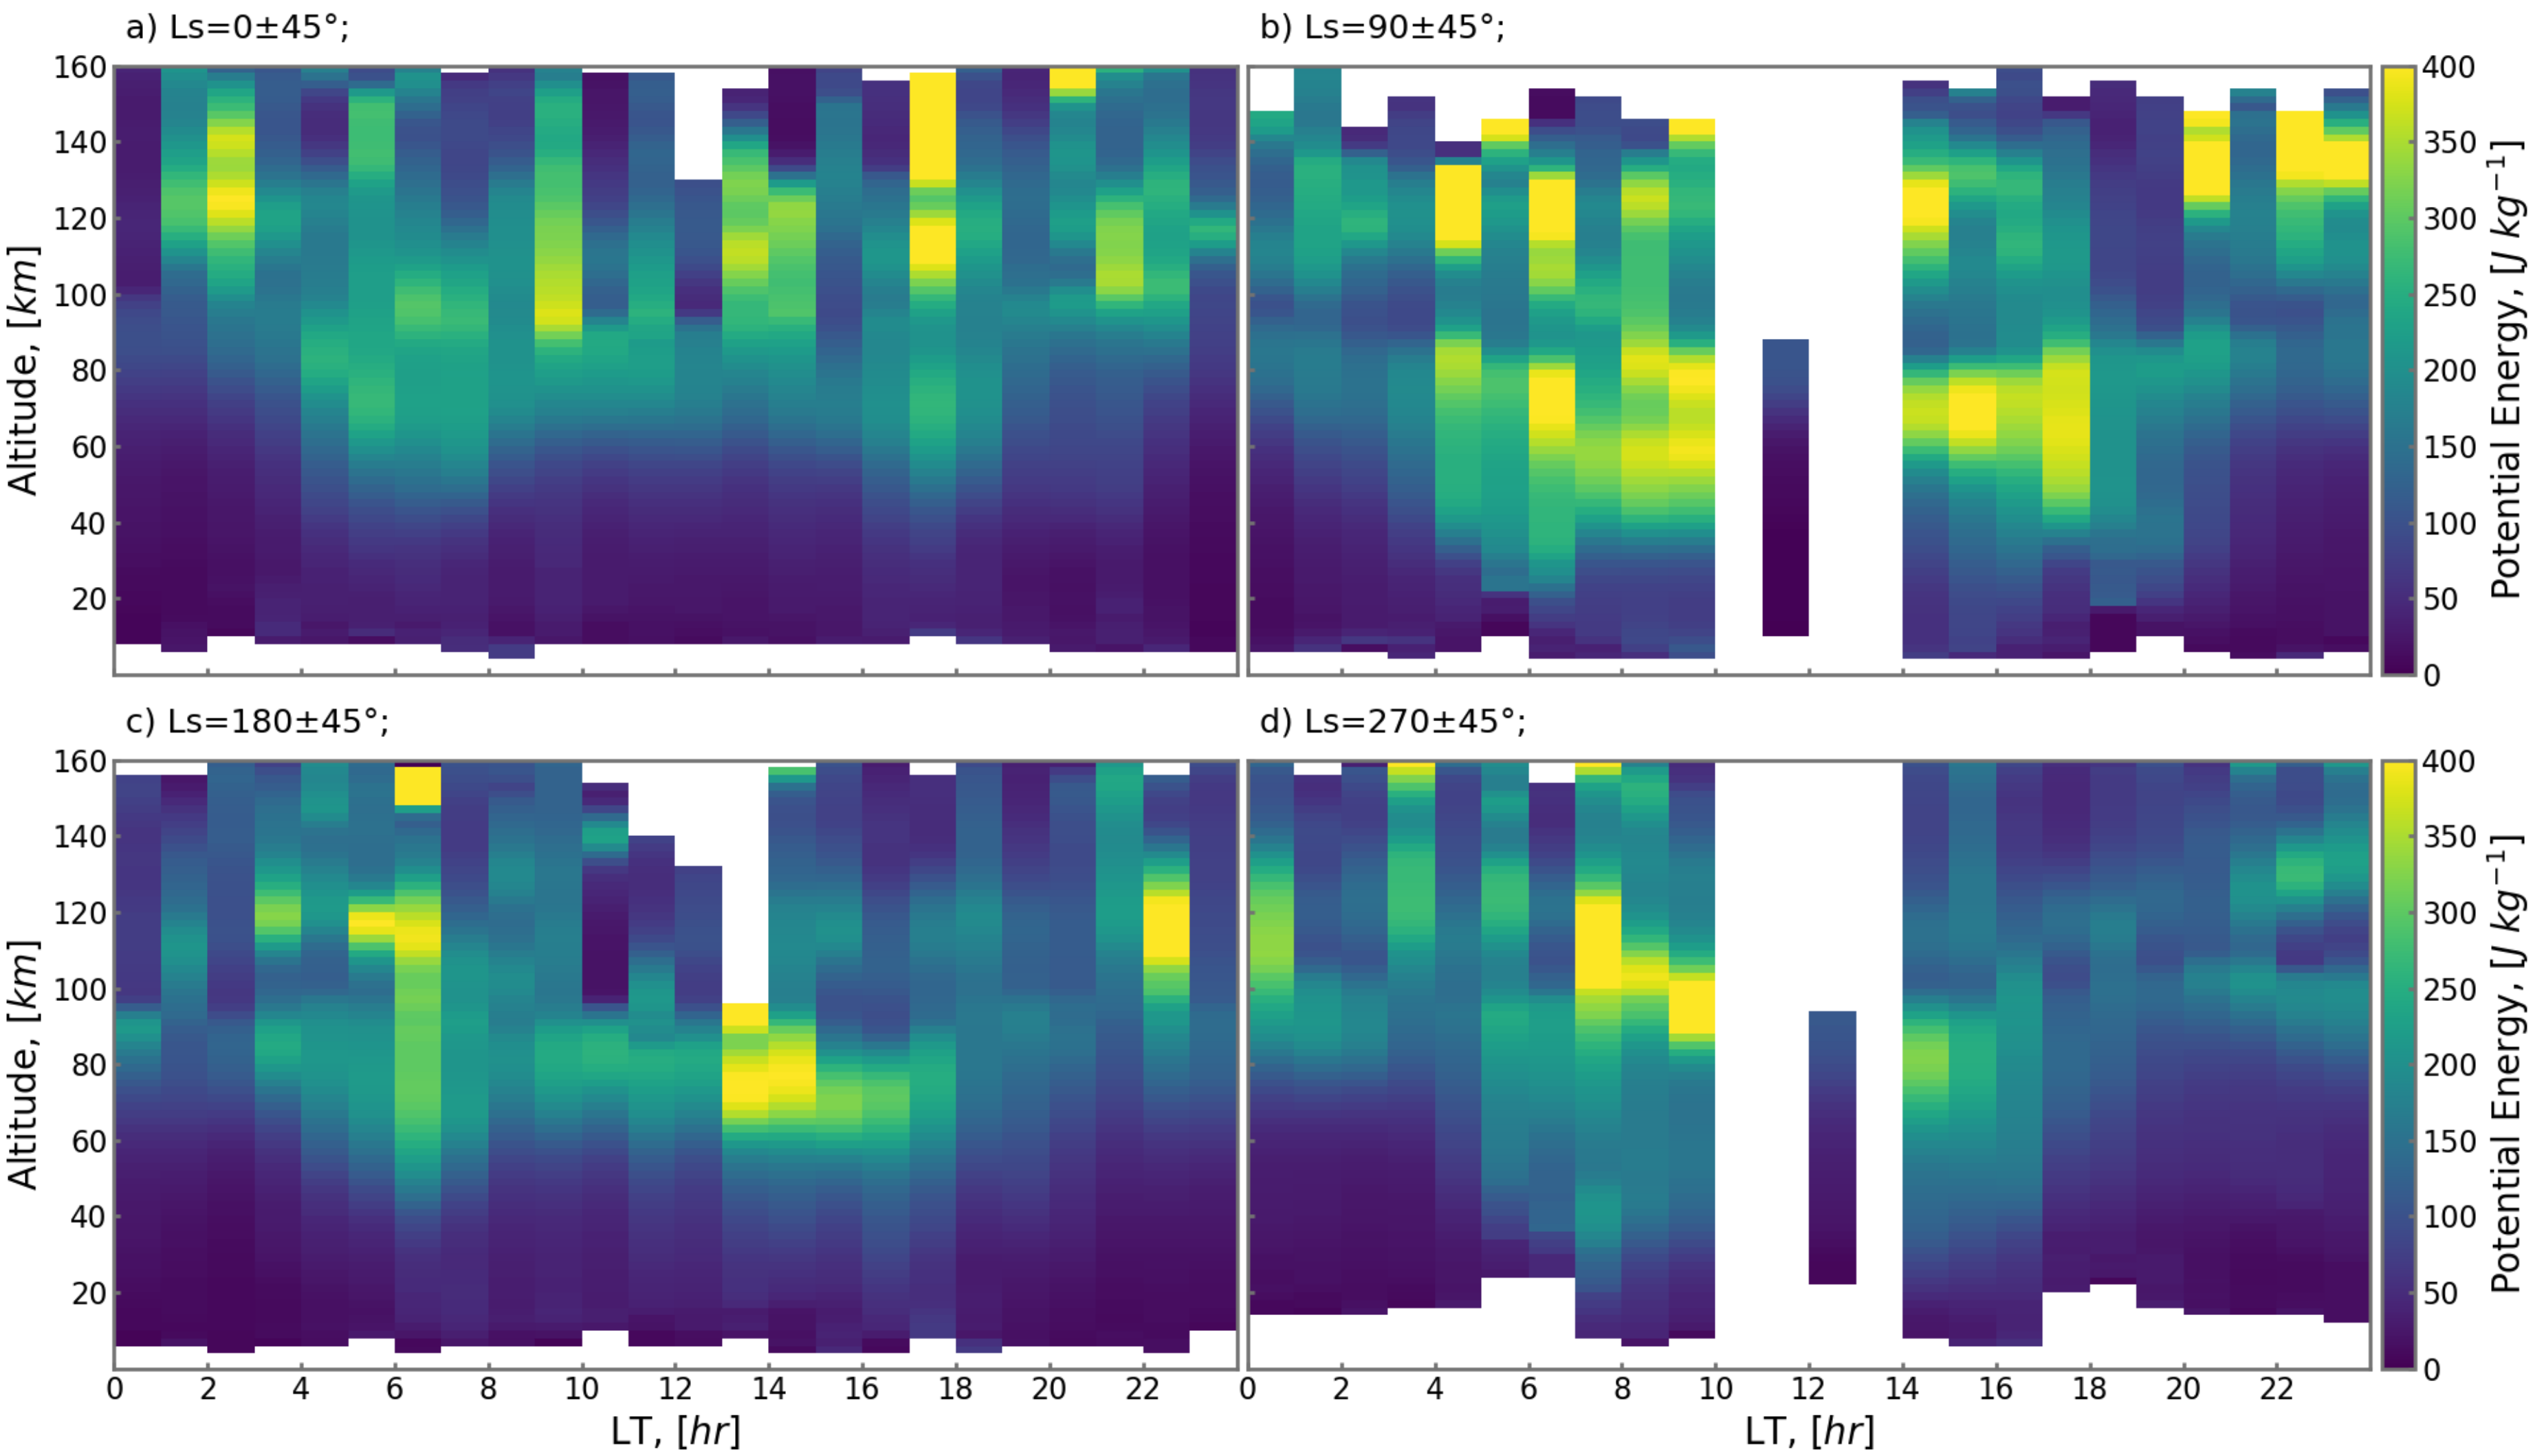 a) Ls=0±45°;
b) Ls=90±45°;
160
140
120
100
80
60
40
20
Altitude, [km]
400
350
300
250
200
150
100
50
0
Potential Energy, [J kg⁻¹]
c) Ls=180±45°;
d) Ls=270±45°;
160
140
120
100
80
60
40
20
Altitude, [km]
400
350
300
250
200
150
100
50
0
Potential Energy, [J kg⁻¹]
0 2 4 6 8 10 12 14 16 18 20 22
0 2 4 6 8 10 12 14 16 18 20 22
LT, [hr]
LT, [hr]